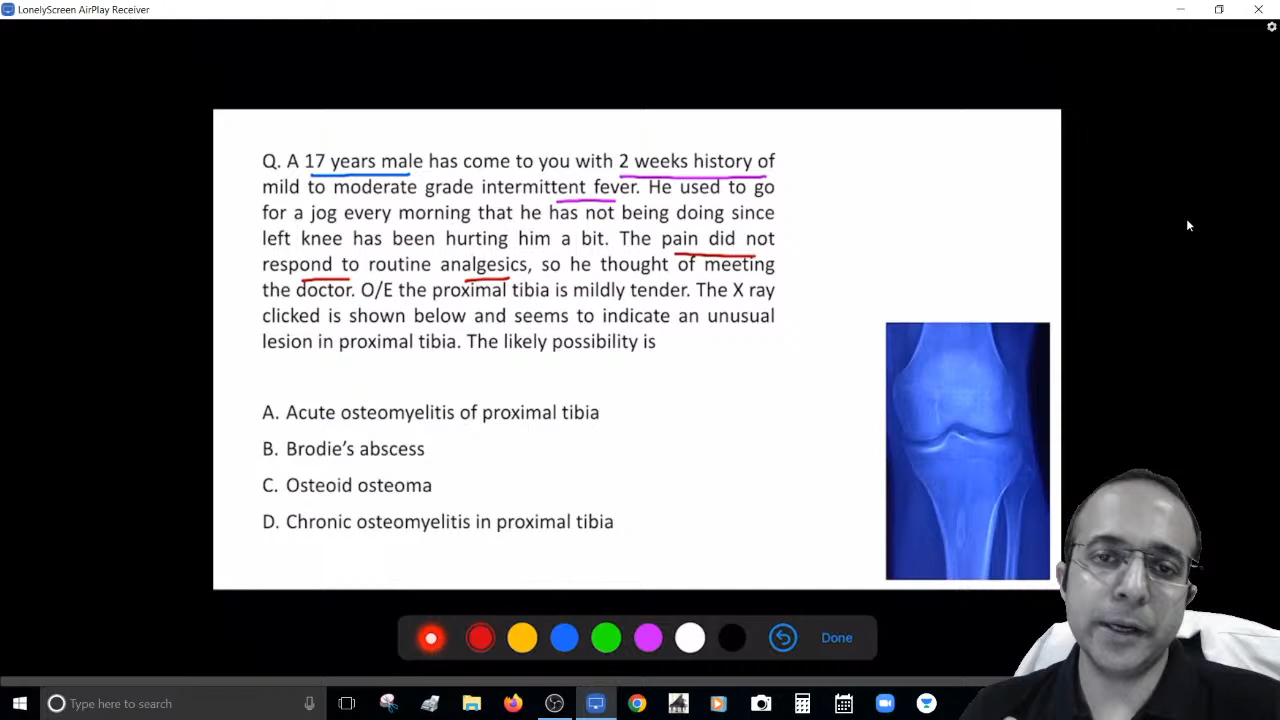 LonelyScreen AirPlay Receiver
Q. A 17 years male has come to you with 2 weeks history of
mild to moderate grade intermittent fever. He used to go
for a jog every morning that he has not being doing since
left knee has been hurting him a bit. The pain did not
respond to routine analgesics, so he thought of meeting
the doctor. O/E the proximal tibia is mildly tender. The X ray
clicked is shown below and seems to indicate an unusual
lesion in proximal tibia. The likely possibility is
A. Acute osteomyelitis of proximal tibia
B. Brodie’s abscess
C. Osteoid osteoma
D. Chronic osteomyelitis in proximal tibia
Done
Type here to search